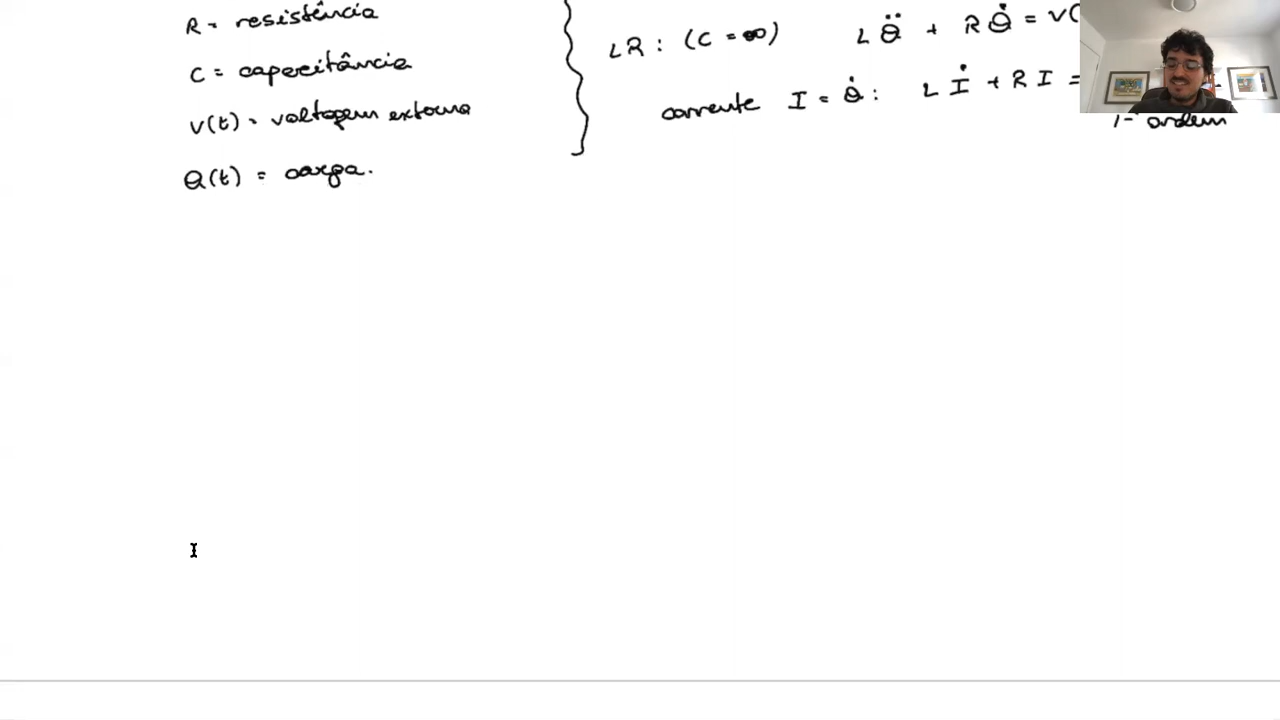 R = resistência
C = capacitância
V(t) = voltagem externa
Q(t) = carga.
LR : (C = ∞) L Q̈ + R Q̇ = V(
corrente I = Q̇ : L İ + R I =
1ª ordem